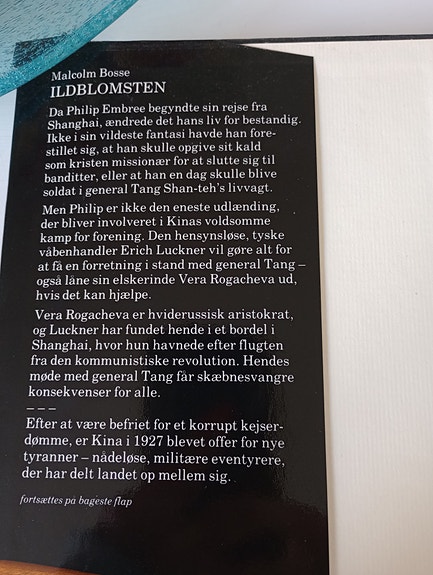 Malcolm Bosse
ILDBLOMSTEN
Da Philip Embree begyndte sin rejse fra
Shanghai, ændrede det hans liv for bestandig.
Ikke i sin vildeste fantasi havde han fore-
stillet sig, at han skulle opgive sit kald
som kristen missionær for at slutte sig til
banditter, eller at han en dag skulle blive
soldat i general Tang Shan-teh's livvagt.
Men Philip er ikke den eneste udlænding,
der bliver involveret i Kinas voldsomme
kamp for forening. Den hensynsløse, tyske
våbenhandler Erich Luckner vil gøre alt for
at få en forretning i stand med general Tang –
også låne sin elskerinde Vera Rogacheva ud,
hvis det kan hjælpe.
Vera Rogacheva er hviderussisk aristokrat,
og Luckner har fundet hende i et bordel i
Shanghai, hvor hun havnede efter flugten
fra den kommunistiske revolution. Hendes
møde med general Tang får skæbnesvangre
konsekvenser for alle.
– – –
Efter at være befriet for et korrupt kejser-
dømme, er Kina i 1927 blevet offer for nye
tyranner – nådeløse, militære eventyrere,
der har delt landet op mellem sig.
fortsættes på bageste flap